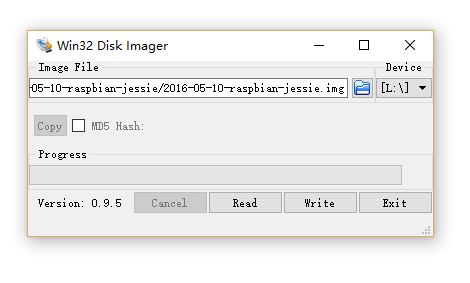 Win32 Disk Imager
Image File
Device
-05-10-raspbian-jessie/2016-05-10-raspbian-jessie.img
[L:\]
Copy
MD5 Hash:
Progress
Version: 0.9.5
Cancel
Read
Write
Exit